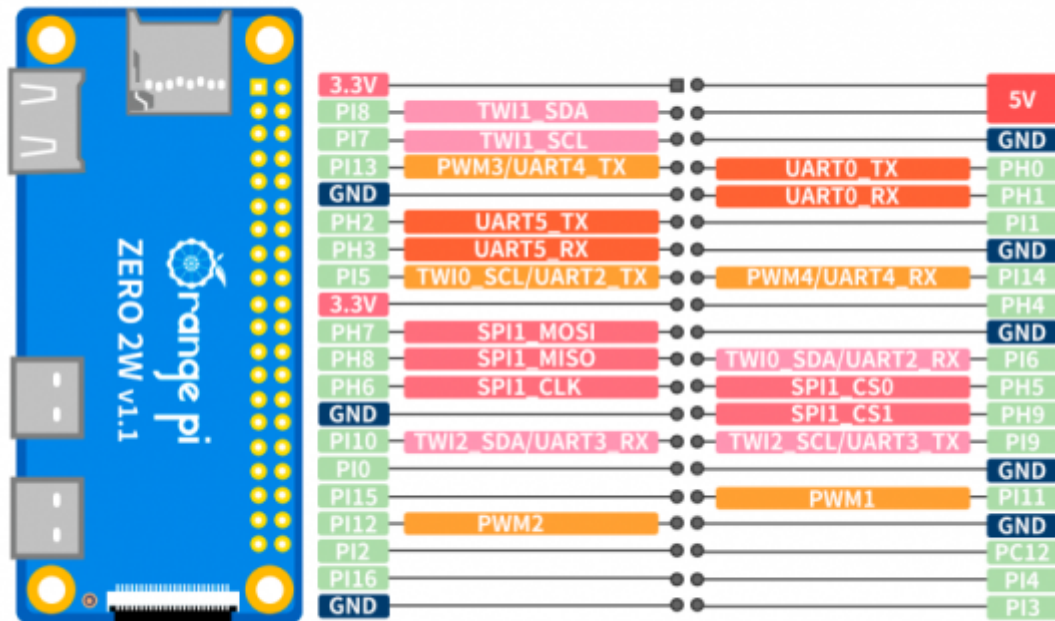 3.3V 5V
PI8 TWI1_SDA
PI7 TWI1_SCL GND
PI13 PWM3/UART4_TX UART0_TX PH0
GND UART0_RX PH1
PH2 UART5_TX PI1
PH3 UART5_RX GND
PI5 TWI0_SCL/UART2_TX PWM4/UART4_RX PI14
3.3V PH4
PH7 SPI1_MOSI GND
PH8 SPI1_MISO TWI0_SDA/UART2_RX PI6
PH6 SPI1_CLK SPI1_CS0 PH5
GND SPI1_CS1 PH9
PI10 TWI2_SDA/UART3_RX TWI2_SCL/UART3_TX PI9
PI0 GND
PI15 PWM1 PI11
PI12 PWM2 GND
PI2 PC12
PI16 PI4
GND PI3
Orange pi
ZERO 2W v1.1